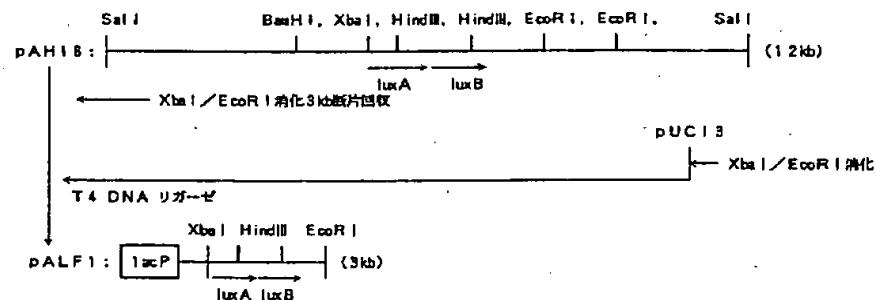 Sal I BamH I, Xba I, Hind III, Hind III, EcoR I, EcoR I, Sal I
pAH1B: (12kb)
luxA luxB
Xba I／EcoR I 消化3kb断片回収
pUC13
Xba I／EcoR I 消化
T4 DNA リガーゼ
Xba I Hind III EcoR I
pALF1: lacP (3kb)
luxA luxB